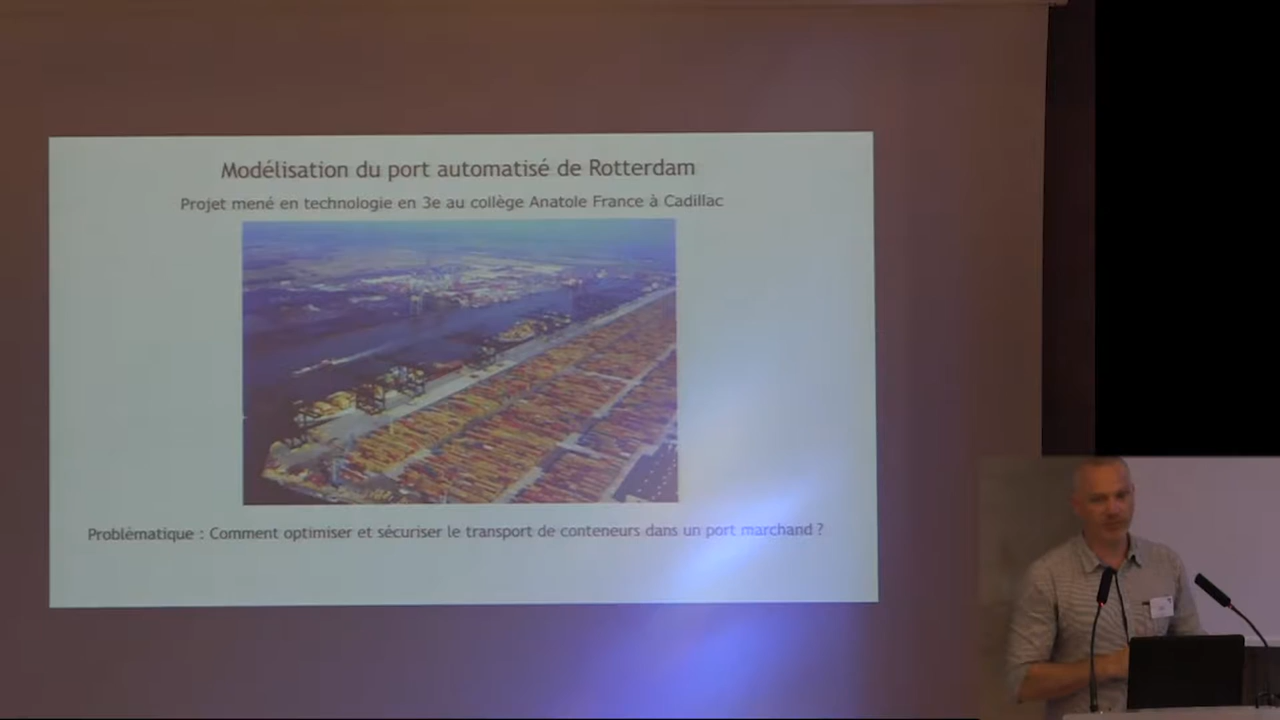 Modélisation du port automatisé de Rotterdam
Projet mené en technologie en 3e au collège Anatole France à Cadillac
Problèmatique : Comment optimiser et sécuriser le transport de conteneurs dans un port marchand ?